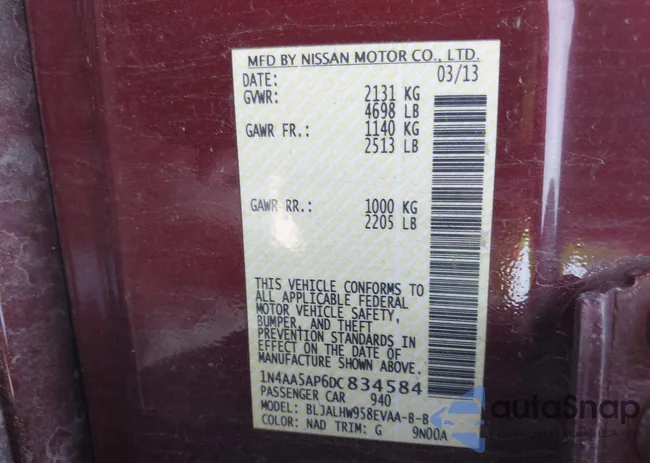 MFD BY NISSAN MOTOR CO., LTD.
DATE: 03/13
GVWR: 2131 KG
4698 LB
GAWR FR.: 1140 KG
2513 LB
GAWR RR.: 1000 KG
2205 LB
THIS VEHICLE CONFORMS TO
ALL APPLICABLE FEDERAL
MOTOR VEHICLE SAFETY,
BUMPER, AND THEFT
PREVENTION STANDARDS IN
EFFECT ON THE DATE OF
MANUFACTURE SHOWN ABOVE.
1N4AA5AP6DC834584
PASSENGER CAR 940
MODEL: BLJALHW958EVAA-B-B
COLOR: NAD TRIM: G 9N00A
autoSnap